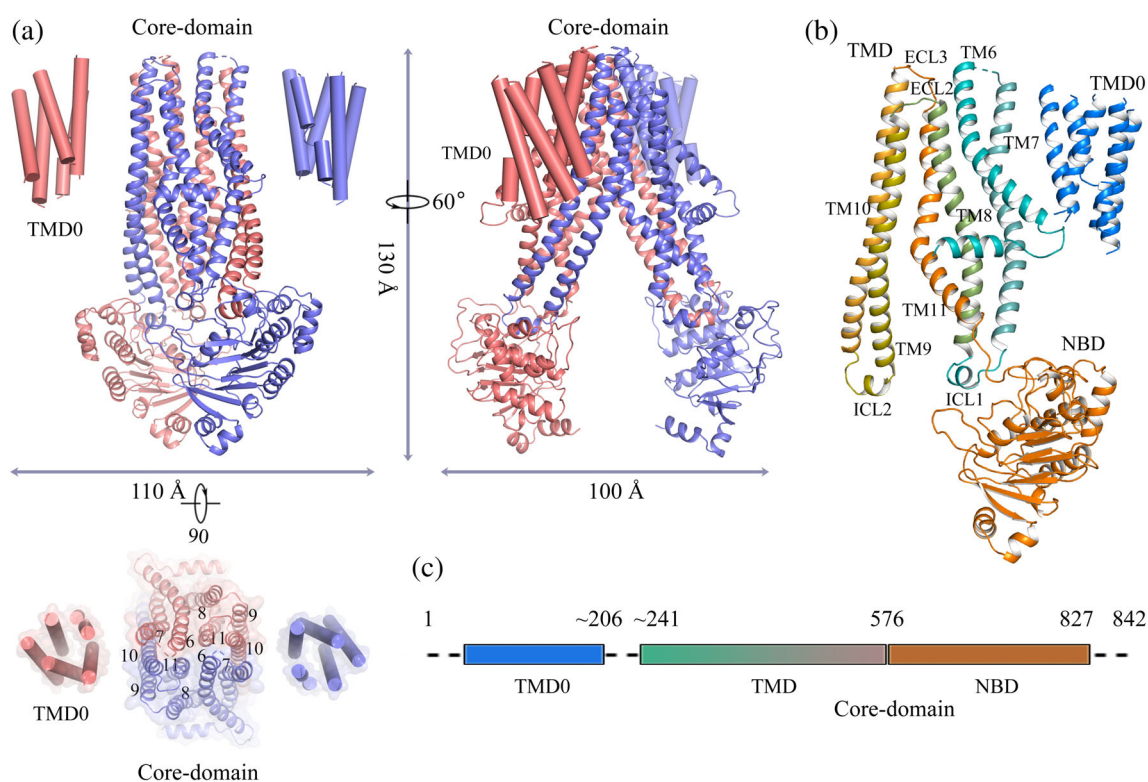 (a)
Core-domain
Core-domain
TMD0
TMD0
60°
130 Å
110 Å
100 Å
90
8
9
7
6
11
10
10
11
6
7
9
8
TMD0
Core-domain
(b)
TMD
ECL3
TM6
ECL2
TMD0
TM7
TM10
TM8
TM11
TM9
NBD
ICL2
ICL1
(c)
1
~206
~241
576
827
842
TMD0
TMD
NBD
Core-domain